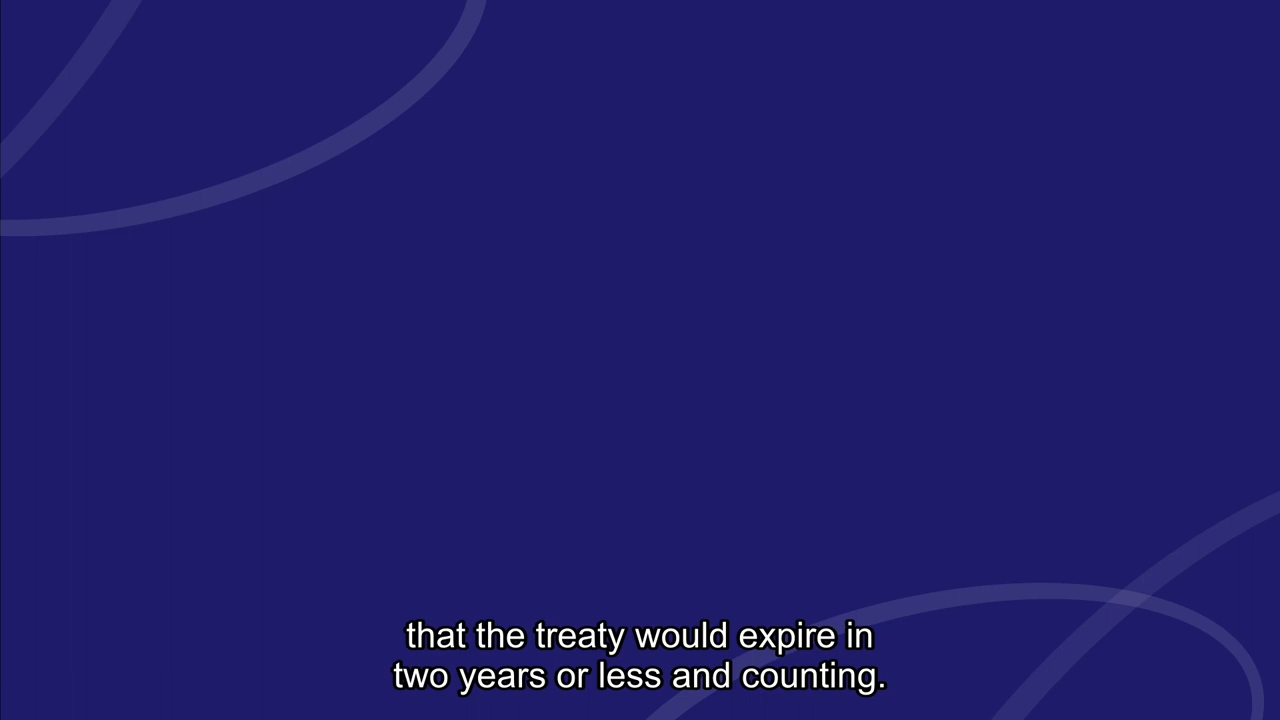 that the treaty would expire in
two years or less and counting.